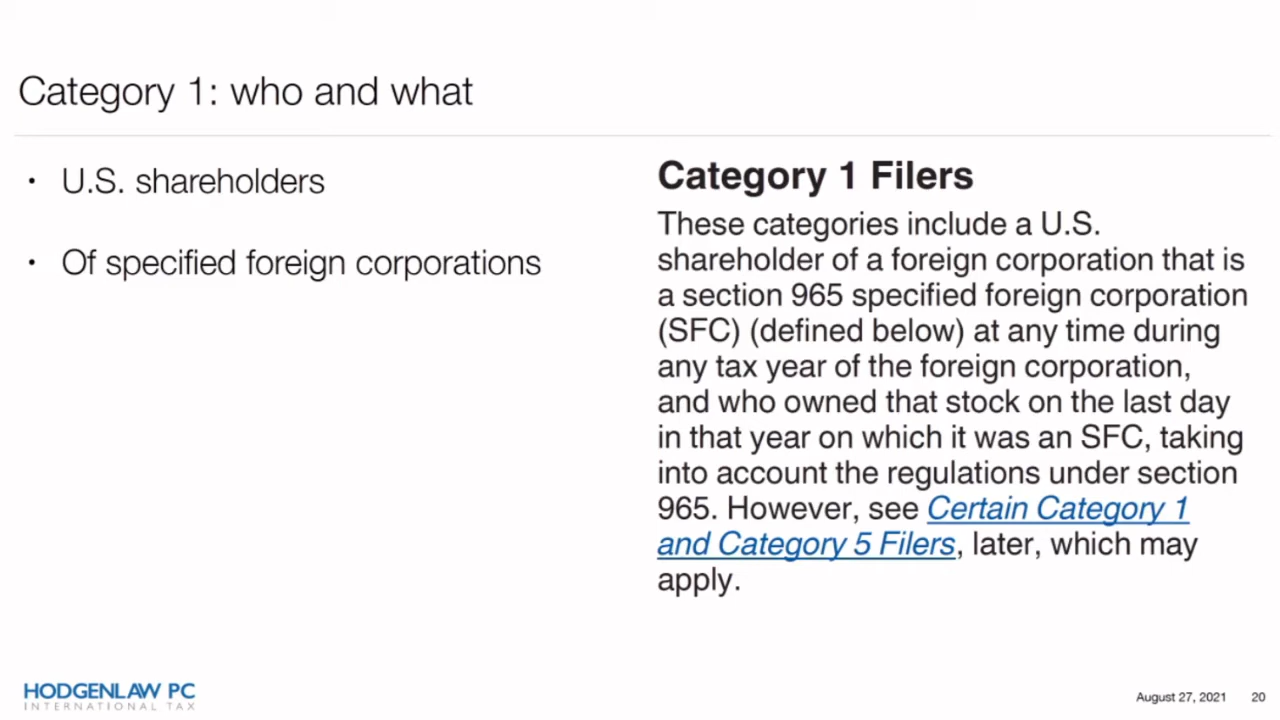 Category 1: who and what
• U.S. shareholders
• Of specified foreign corporations
Category 1 Filers
These categories include a U.S.
shareholder of a foreign corporation that is
a section 965 specified foreign corporation
(SFC) (defined below) at any time during
any tax year of the foreign corporation,
and who owned that stock on the last day
in that year on which it was an SFC, taking
into account the regulations under section
965. However, see Certain Category 1
and Category 5 Filers, later, which may
apply.
HODGENLAW PC
INTERNATIONAL TAX
August 27, 2021 20